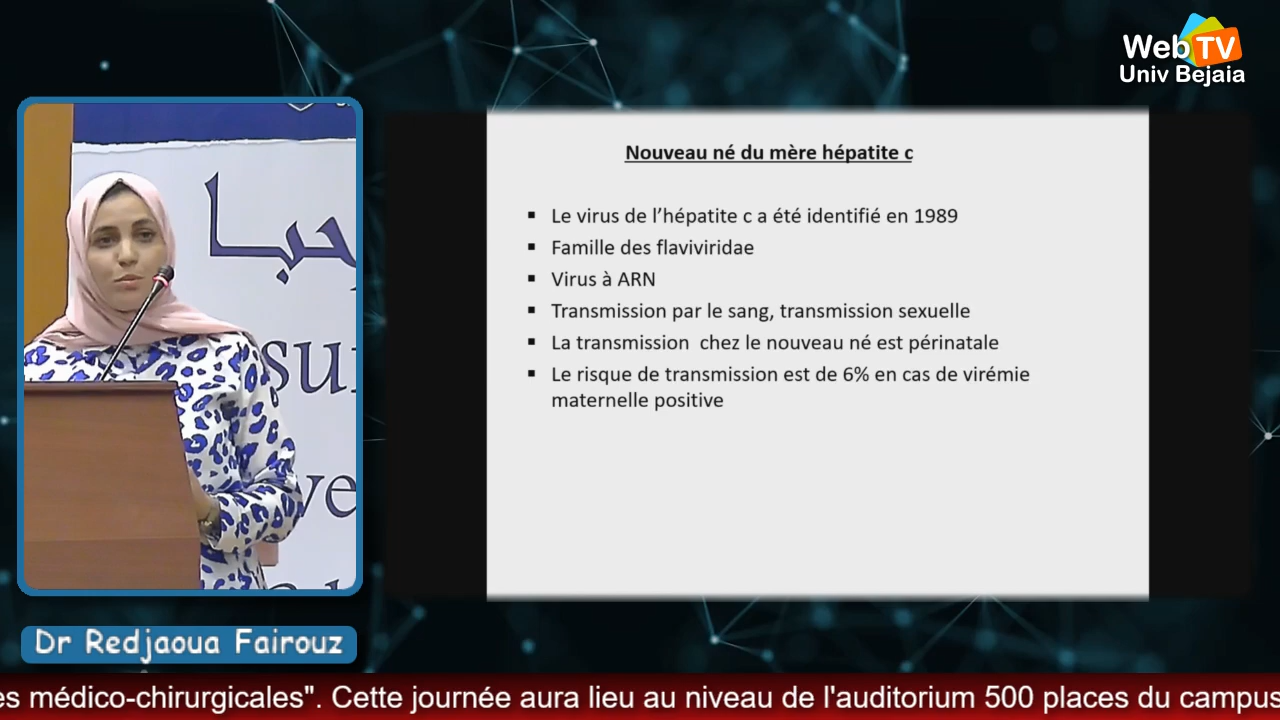 Web TV
Univ Bejaia
Nouveau né du mère hépatite c
▪ Le virus de l’hépatite c a été identifié en 1989
▪ Famille des flaviviridae
▪ Virus à ARN
▪ Transmission par le sang, transmission sexuelle
▪ La transmission chez le nouveau né est périnatale
▪ Le risque de transmission est de 6% en cas de virémie
maternelle positive
Dr Redjaoua Fairouz
es médico-chirurgicales". Cette journée aura lieu au niveau de l'auditorium 500 places du campus